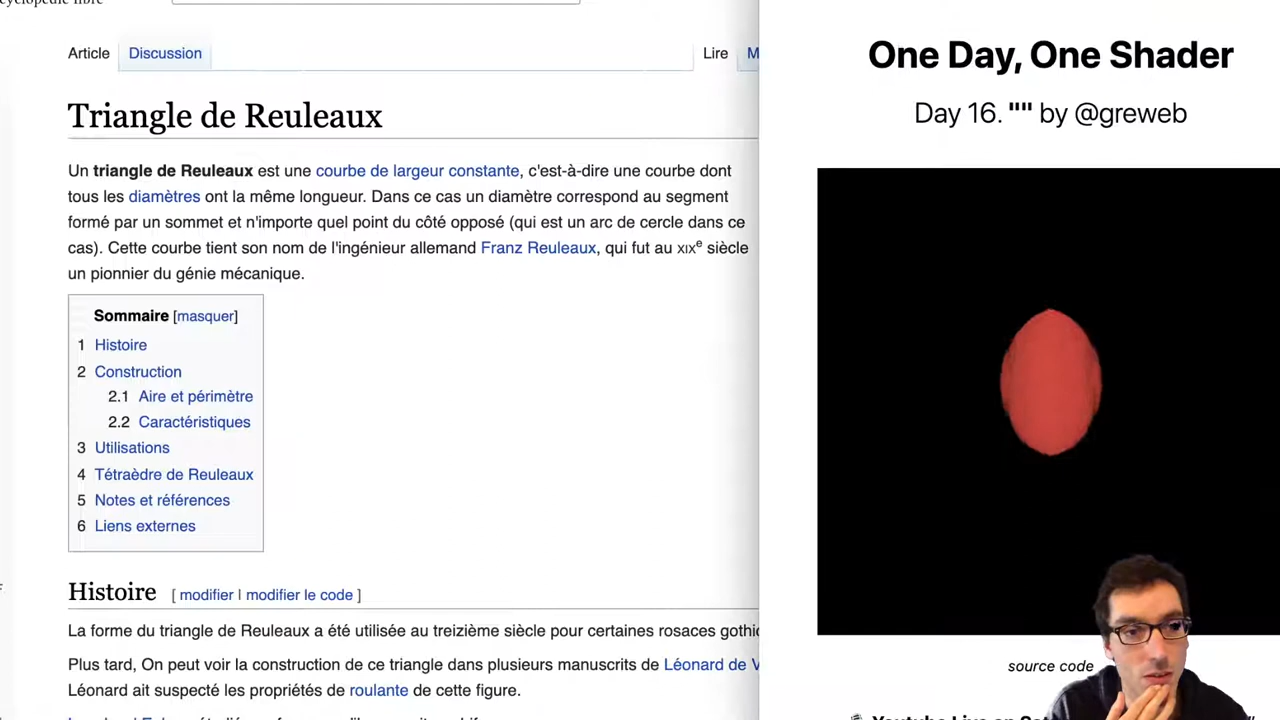 Article
Discussion
Lire
Triangle de Reuleaux
Un triangle de Reuleaux est une courbe de largeur constante, c'est-à-dire une courbe dont
tous les diamètres ont la même longueur. Dans ce cas un diamètre correspond au segment
formé par un sommet et n'importe quel point du côté opposé (qui est un arc de cercle dans ce
cas). Cette courbe tient son nom de l'ingénieur allemand Franz Reuleaux, qui fut au XIXe siècle
un pionnier du génie mécanique.
Sommaire [masquer]
1 Histoire
2 Construction
2.1 Aire et périmètre
2.2 Caractéristiques
3 Utilisations
4 Tétraèdre de Reuleaux
5 Notes et références
6 Liens externes
Histoire [ modifier | modifier le code ]
La forme du triangle de Reuleaux a été utilisée au treizième siècle pour certaines rosaces
Plus tard, On peut voir la construction de ce triangle dans plusieurs manuscrits de Léonard de V
Léonard ait suspecté les propriétés de roulante de cette figure.
One Day, One Shader
Day 16. "" by @greweb
source code